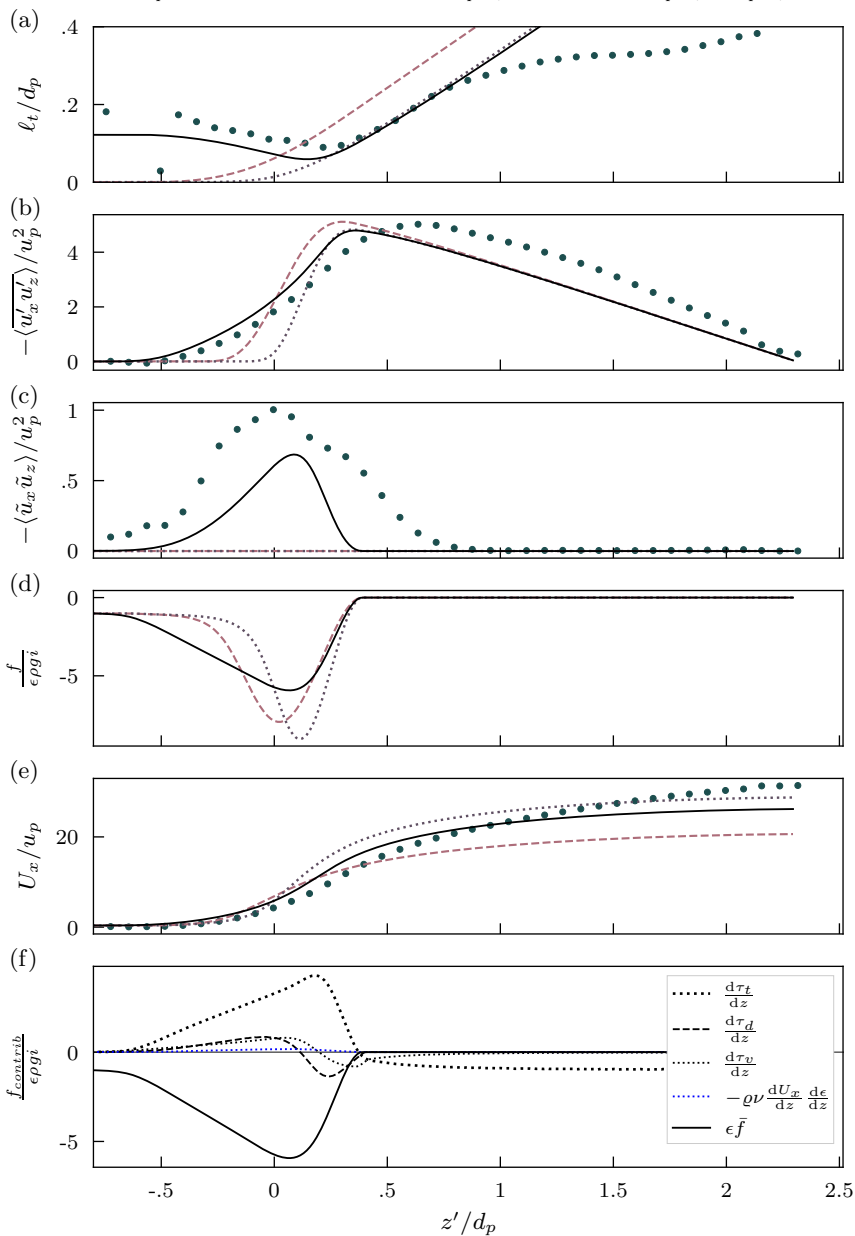 (a)
.4
.2
0
ℓ_t/d_p
(b)
4
2
0
−⟨\overline{u′_x u′_z}⟩/u_p^2
(c)
1
.5
0
−⟨ũ_x ũ_z⟩/u_p^2
(d)
0
-5
f/ϵρgi
(e)
20
0
U_x/u_p
(f)
0
-5
f_{contrib}/ϵρgi
dτ_t/dz
dτ_d/dz
dτ_v/dz
−ϱν dU_x/dz dϵ/dz
ϵf̄
-.5 0 .5 1 1.5 2 2.5
z′/d_p